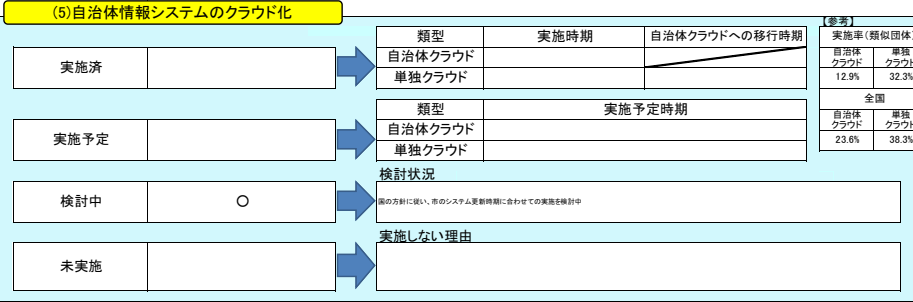 (5)自治体情報システムのクラウド化
【参考】
類型 実施時期 自治体クラウドへの移行時期
実施済
自治体クラウド
単独クラウド
実施率(類似団体)
自治体クラウド 単独クラウド
12.9% 32.3%
全国
自治体クラウド 単独クラウド
23.6% 38.3%
類型 実施予定時期
実施予定
自治体クラウド
単独クラウド
検討状況
検討中 〇
国の方針に従い、市のシステム更新時期に合わせての実施を検討中
実施しない理由
未実施